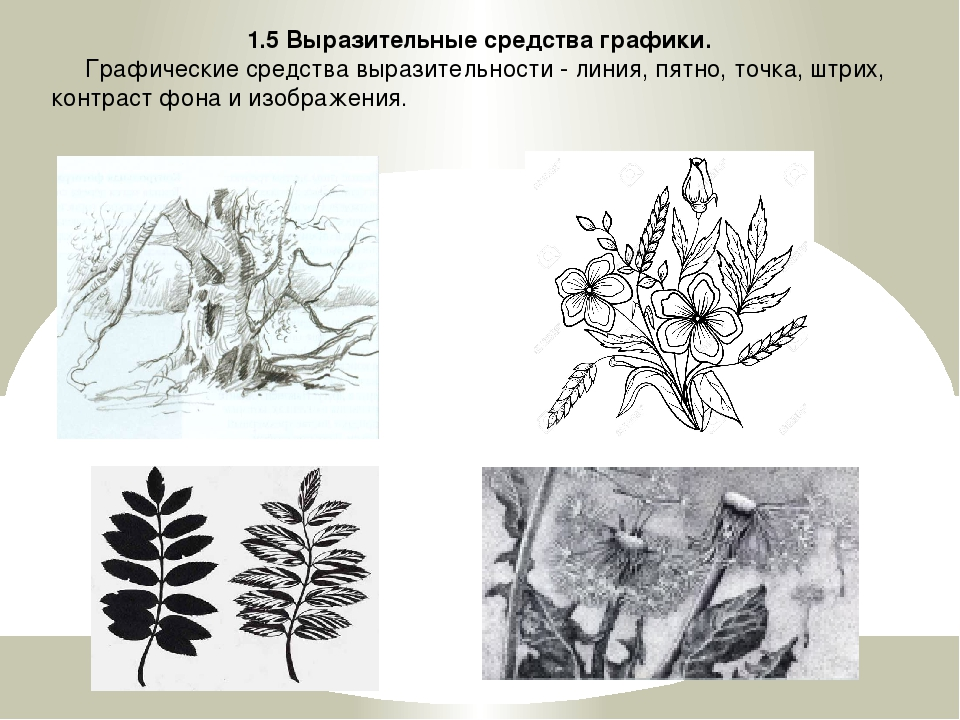 1.5 Выразительные средства графики.
Графические средства выразительности - линия, пятно, точка, штрих,
контраст фона и изображения.